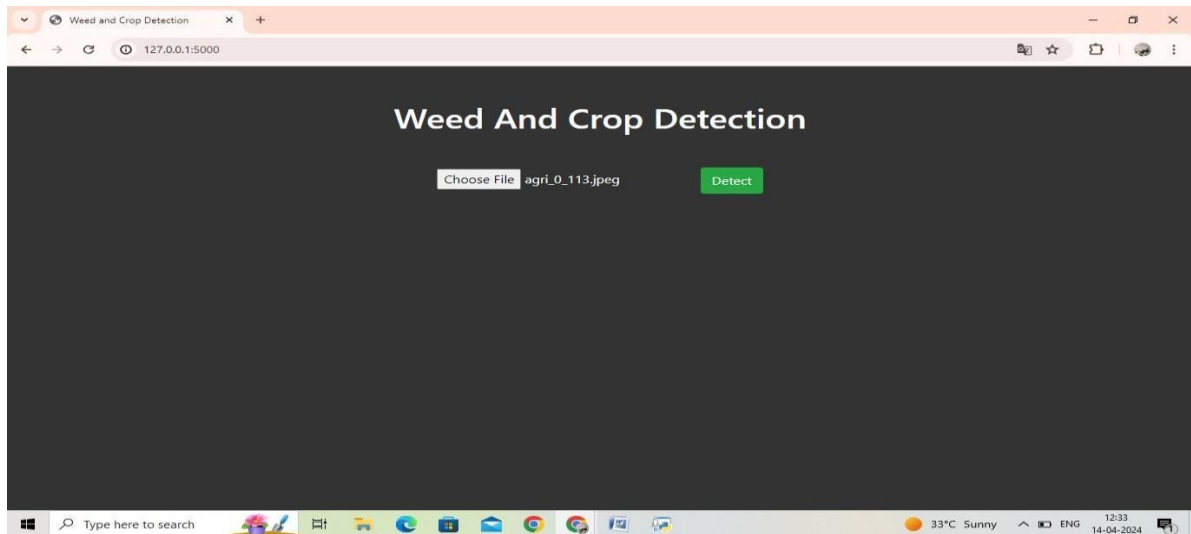 Weed and Crop Detection
127.0.0.1:5000
Weed And Crop Detection
Choose File agri_0_113.jpeg Detect
Type here to search 33°C Sunny ENG 12:33
14-04-2024